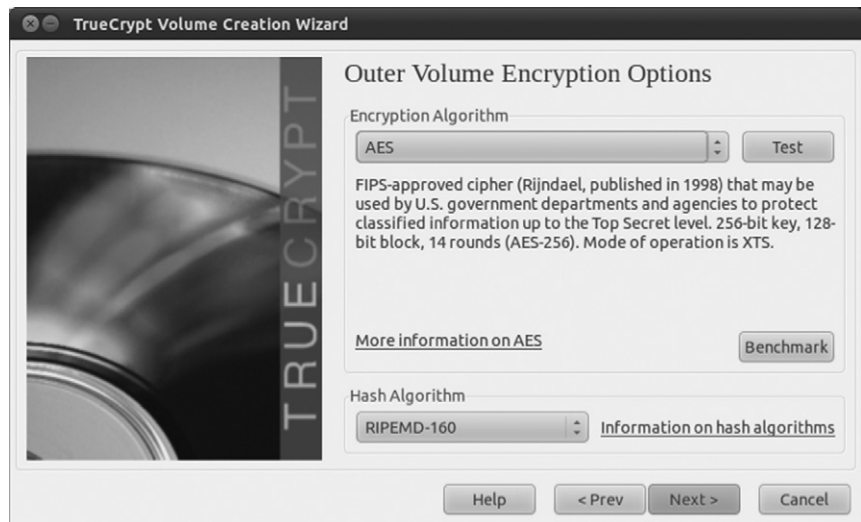 TrueCrypt Volume Creation Wizard
TRUECRYPT
Outer Volume Encryption Options
Encryption Algorithm
AES
Test
FIPS-approved cipher (Rijndael, published in 1998) that may be
used by U.S. government departments and agencies to protect
classified information up to the Top Secret level. 256-bit key, 128-
bit block, 14 rounds (AES-256). Mode of operation is XTS.
More information on AES
Benchmark
Hash Algorithm
RIPEMD-160
Information on hash algorithms
Help
< Prev
Next >
Cancel